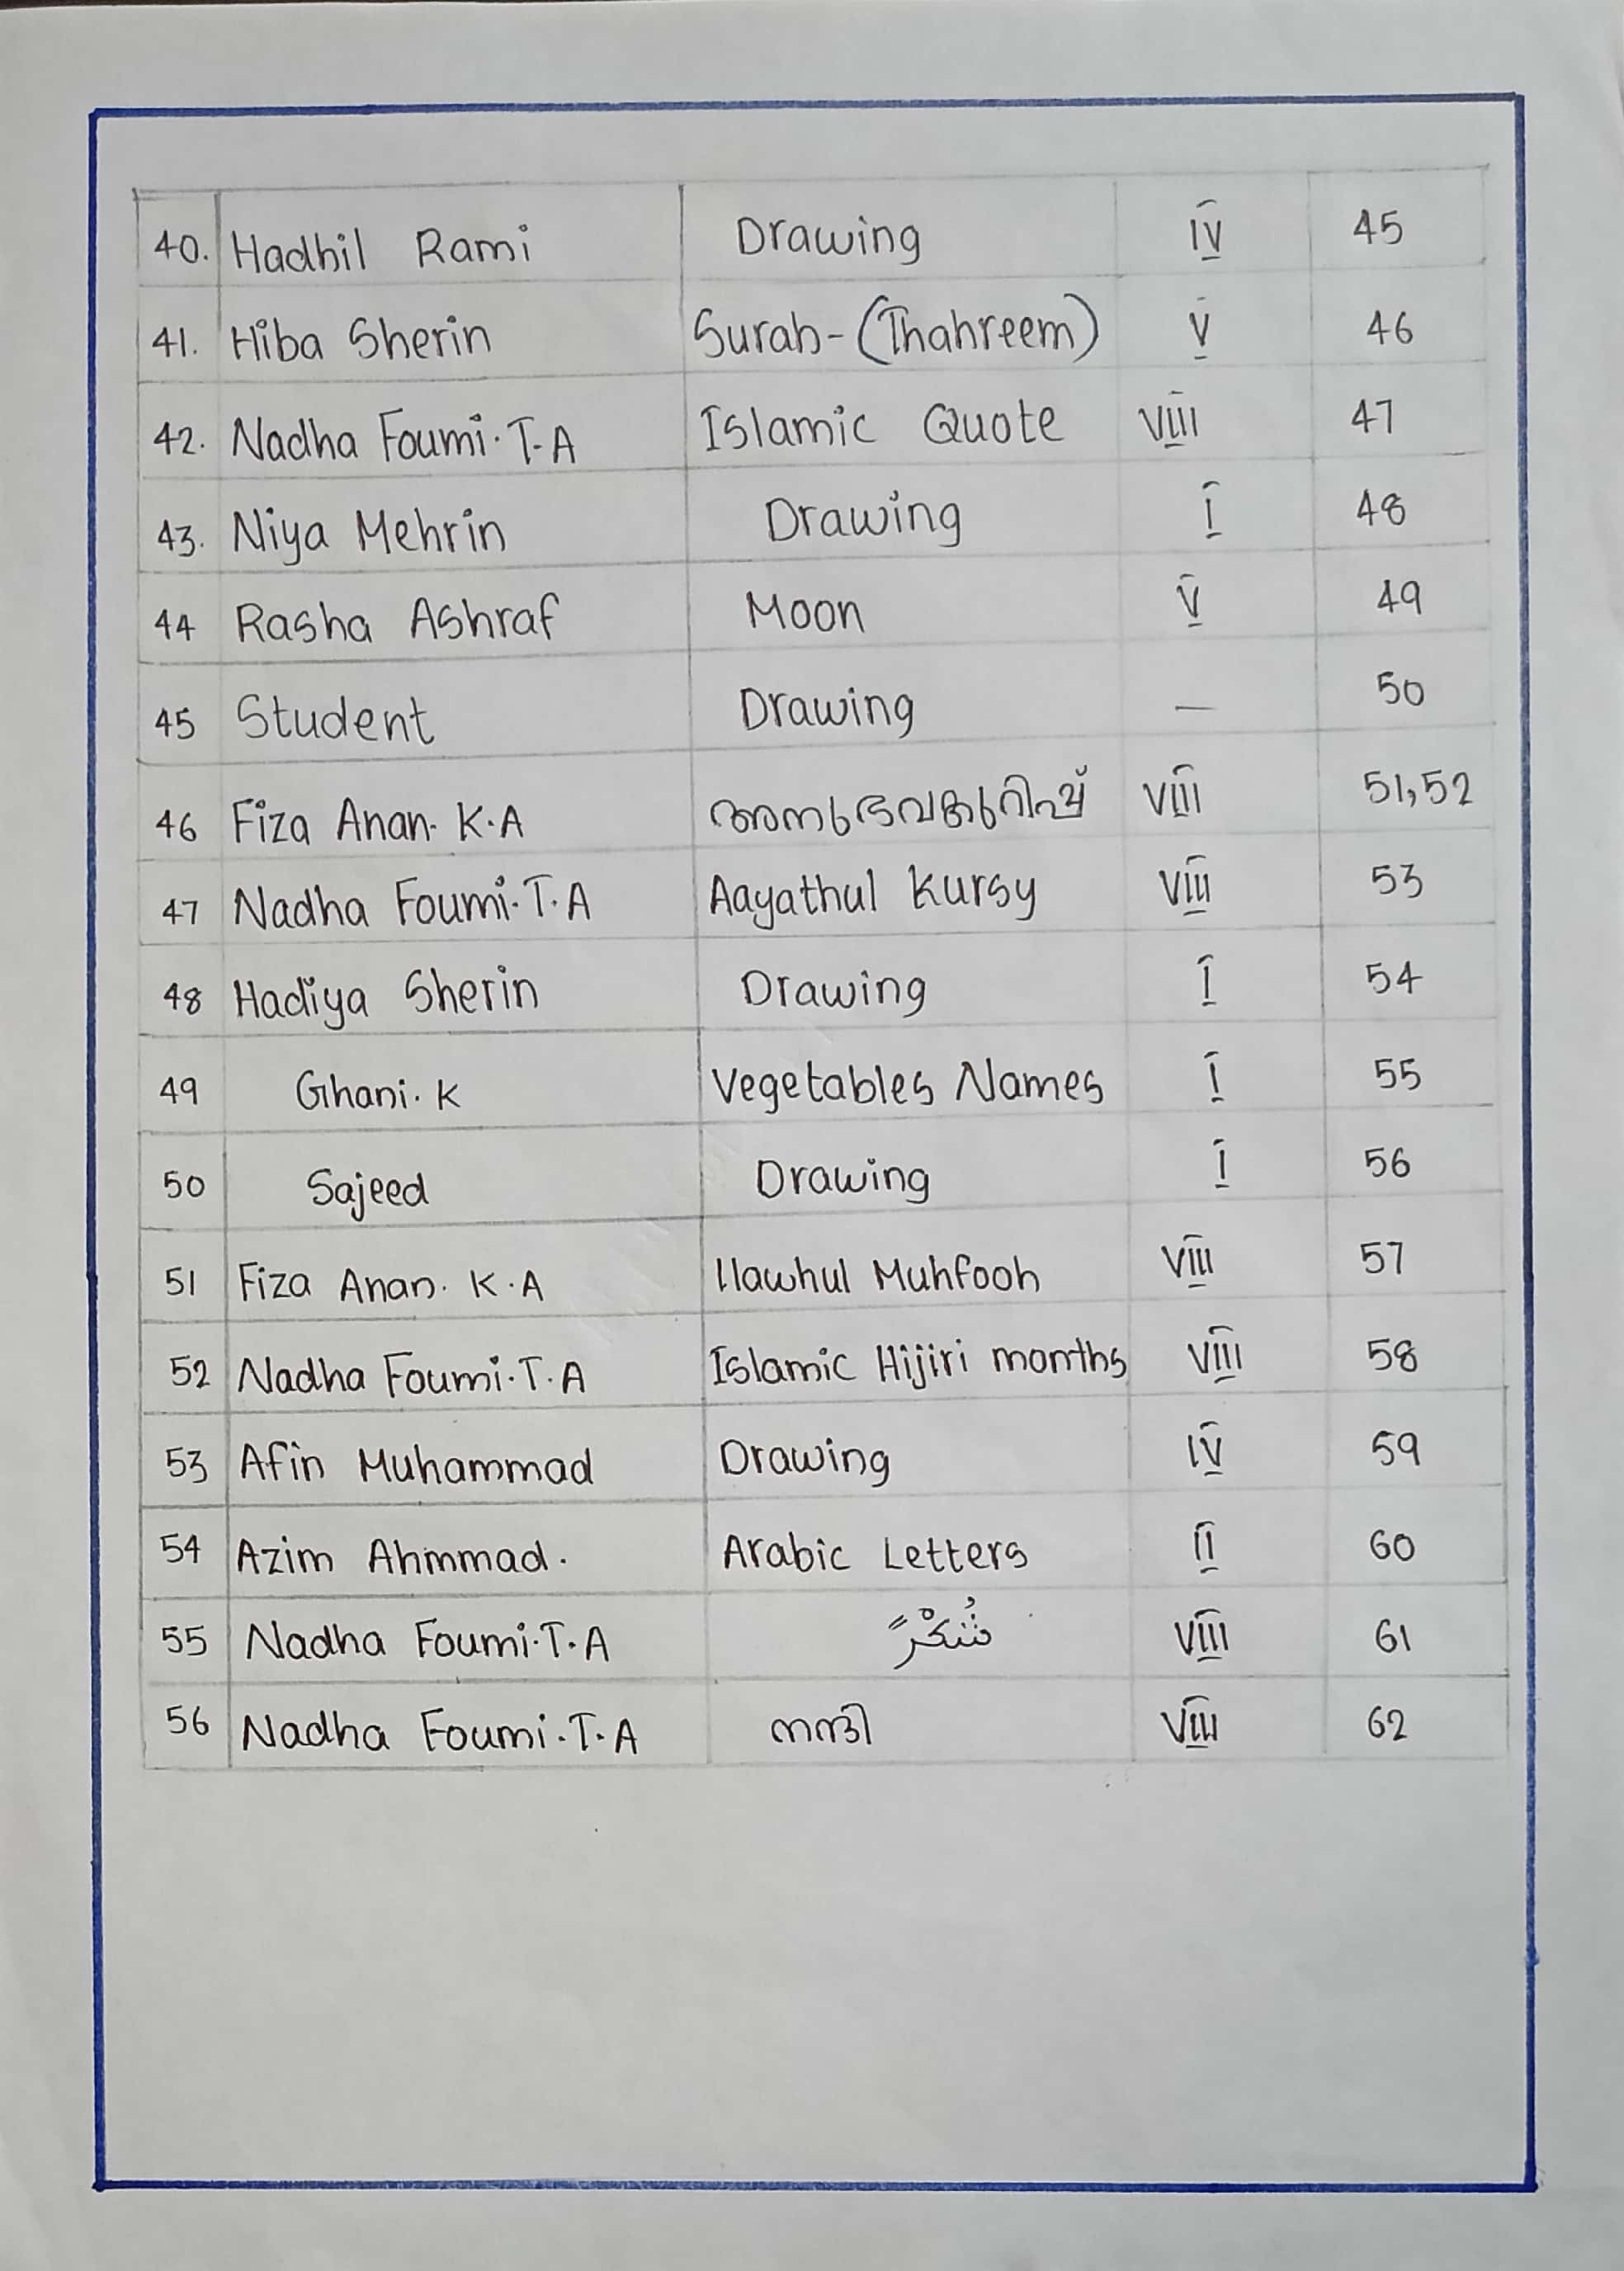 40. Hadhil Rami Drawing IV 45
41. Hiba Sherin Surah-(Thahreem) V 46
42. Nadha Foumi.T-A Islamic Quote VIII 47
43. Niya Mehrin Drawing I 48
44 Rasha Ashraf Moon V 49
45 Student Drawing — 50
46 Fiza Anan. K.A അനുഭവക്കുറിപ്പ് VIII 51,52
47 Nadha Foumi.T.A Aayathul Kursy VIII 53
48 Hadiya Sherin Drawing I 54
49 Ghani.K Vegetables Names I 55
50 Sajeed Drawing I 56
51 Fiza Anan. K.A llawhul Muhfooh VIII 57
52 Nadha Foumi.T.A Islamic Hijiri months VIII 58
53 Afin Muhammad Drawing IV 59
54 Azim Ahmmad. Arabic Letters II 60
55 Nadha Foumi.T.A شُكْرً VIII 61
56 Nadha Foumi.T.A നന്ദി VIII 62